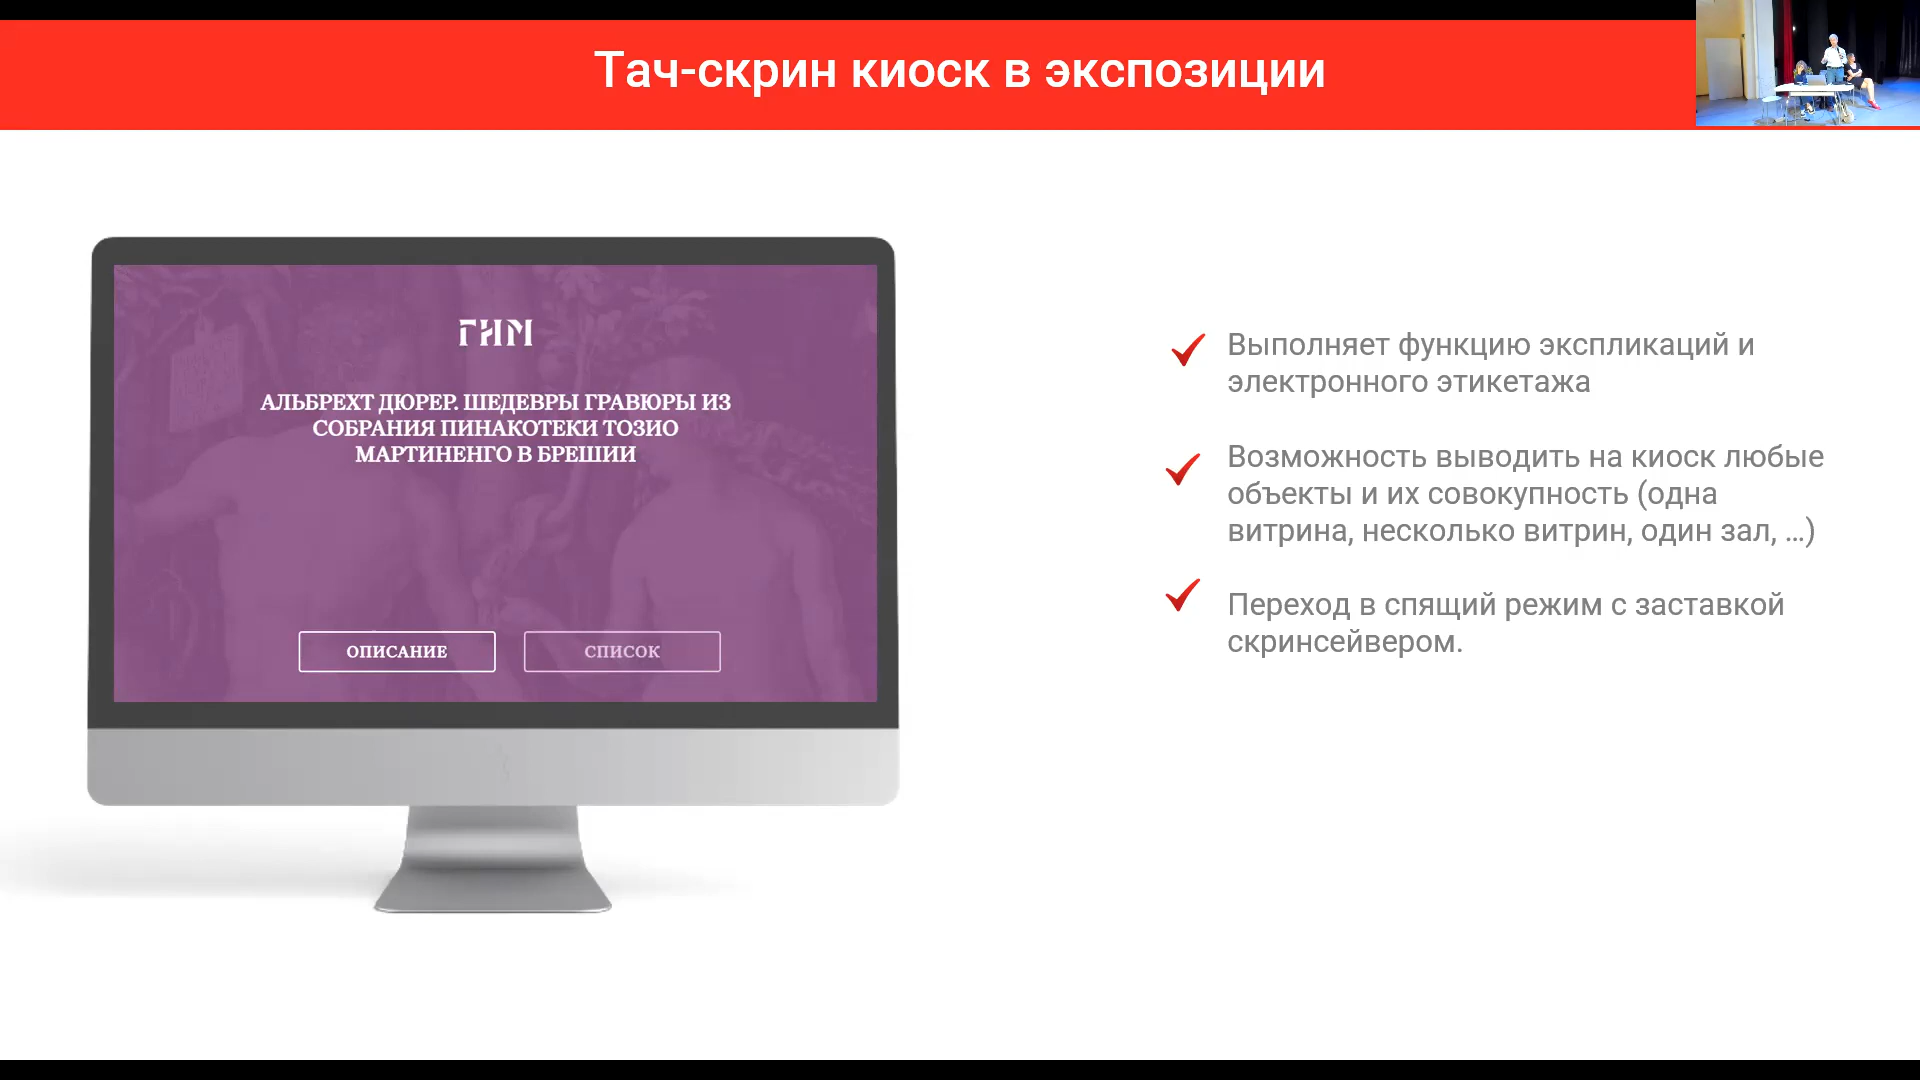 Тач-скрин киоск в экспозиции
ГИМ
АЛЬБРЕХТ ДЮРЕР. ШЕДЕВРЫ ГРАВЮРЫ ИЗ
СОБРАНИЯ ПИНАКОТЕКИ ТОЗИО
МАРТИНЕНГО В БРЕШИИ
ОПИСАНИЕ
СПИСОК
Выполняет функцию экспликаций и
электронного этикетажа
Возможность выводить на киоск любые
объекты и их совокупность (одна
витрина, несколько витрин, один зал, ...)
Переход в спящий режим с заставкой
скринсейвером.